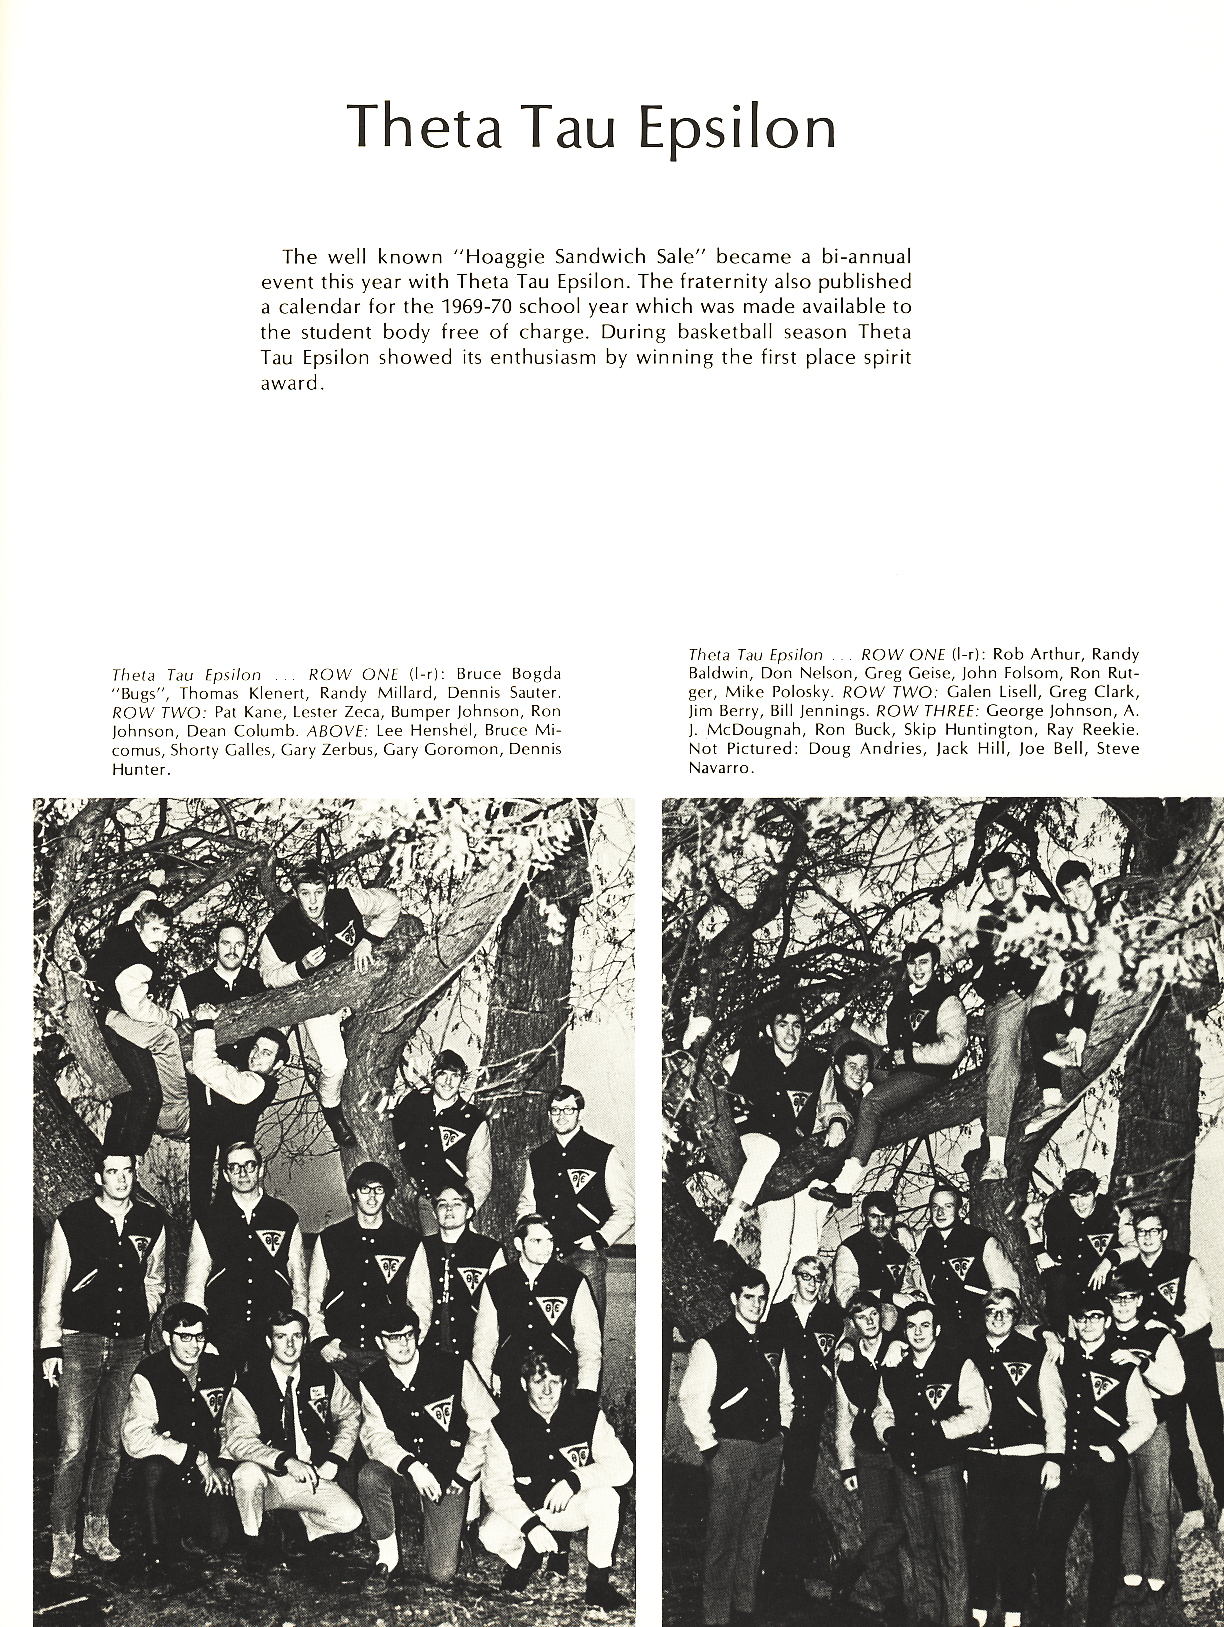 Theta Tau Epsilon
The well known "Hoaggie Sandwich Sale" became a bi-annual
event this year with Theta Tau Epsilon. The fraternity also published
a calendar for the 1969-70 school year which was made available to
the student body free of charge. During basketball season Theta
Tau Epsilon showed its enthusiasm by winning the first place spirit
award.
Theta Tau Epsilon ... ROW ONE (l-r): Bruce Bogda
"Bugs", Thomas Klenert, Randy Millard, Dennis Sauter.
ROW TWO: Pat Kane, Lester Zeca, Bumper Johnson, Ron
Johnson, Dean Columb. ABOVE: Lee Henshel, Bruce Mi-
comus, Shorty Galles, Gary Zerbus, Gary Goromon, Dennis
Hunter.
Theta Tau Epsilon ... ROW ONE (l-r): Rob Arthur, Randy
Baldwin, Don Nelson, Greg Geise, John Folsom, Ron Rut-
ger, Mike Polosky. ROW TWO: Galen Lisell, Greg Clark,
Jim Berry, Bill Jennings. ROW THREE: George Johnson, A.
J. McDougnah, Ron Buck, Skip Huntington, Ray Reekie.
Not Pictured: Doug Andries, Jack Hill, Joe Bell, Steve
Navarro.